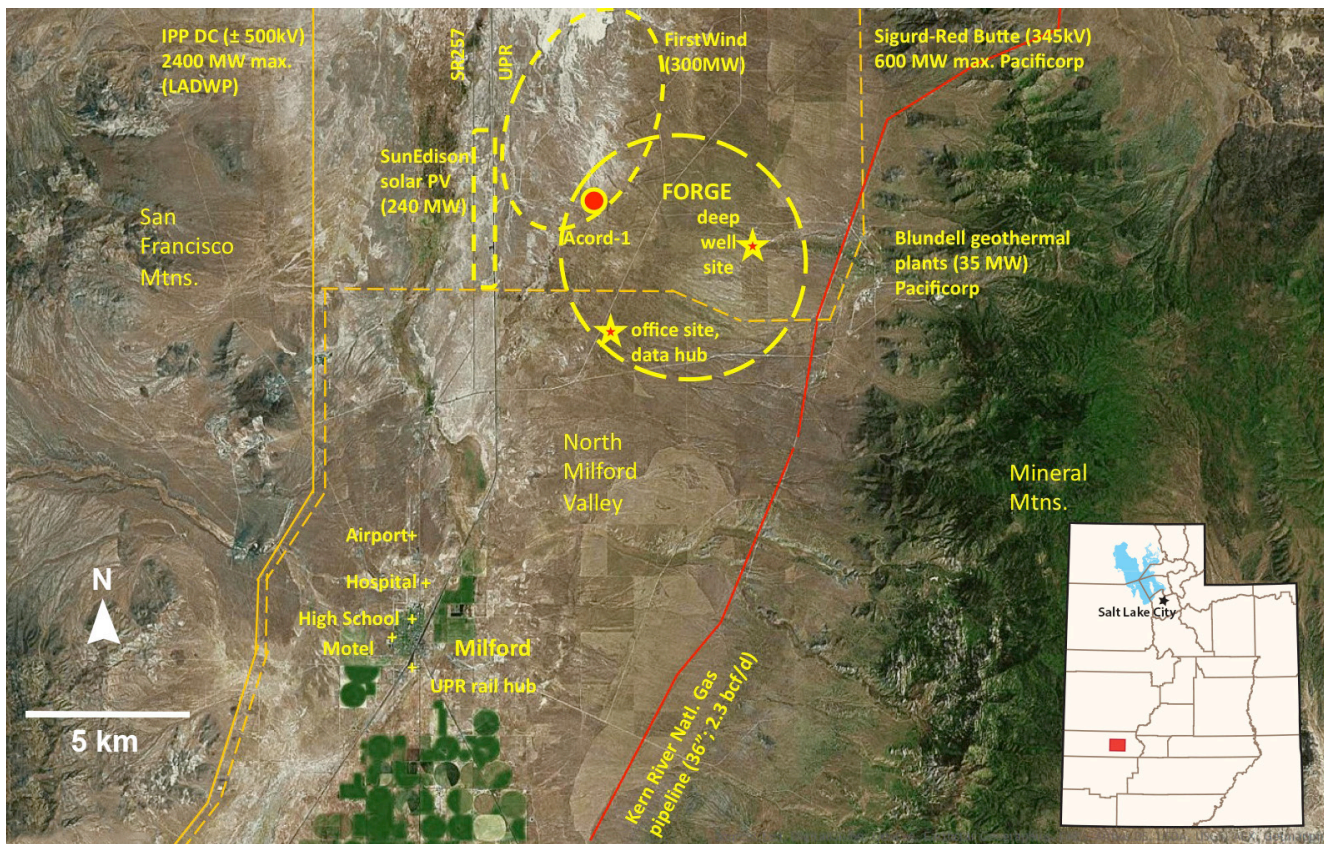 IPP DC (± 500kV)
2400 MW max.
(LADWP)
SR257
UPR
FirstWind
(300MW)
Sigurd-Red Butte (345kV)
600 MW max. Pacificorp
SunEdison
solar PV
(240 MW)
San
Francisco
Mtns.
FORGE
deep
well
site
Acord-1
Blundell geothermal
plants (35 MW)
Pacificorp
office site,
data hub
North
Milford
Valley
Mineral
Mtns.
Airport
Hospital
High School
Motel
Milford
UPR rail hub
N
5 km
Kern River Natl. Gas
pipeline (36”; 2.3 bcf/d)
Salt Lake City